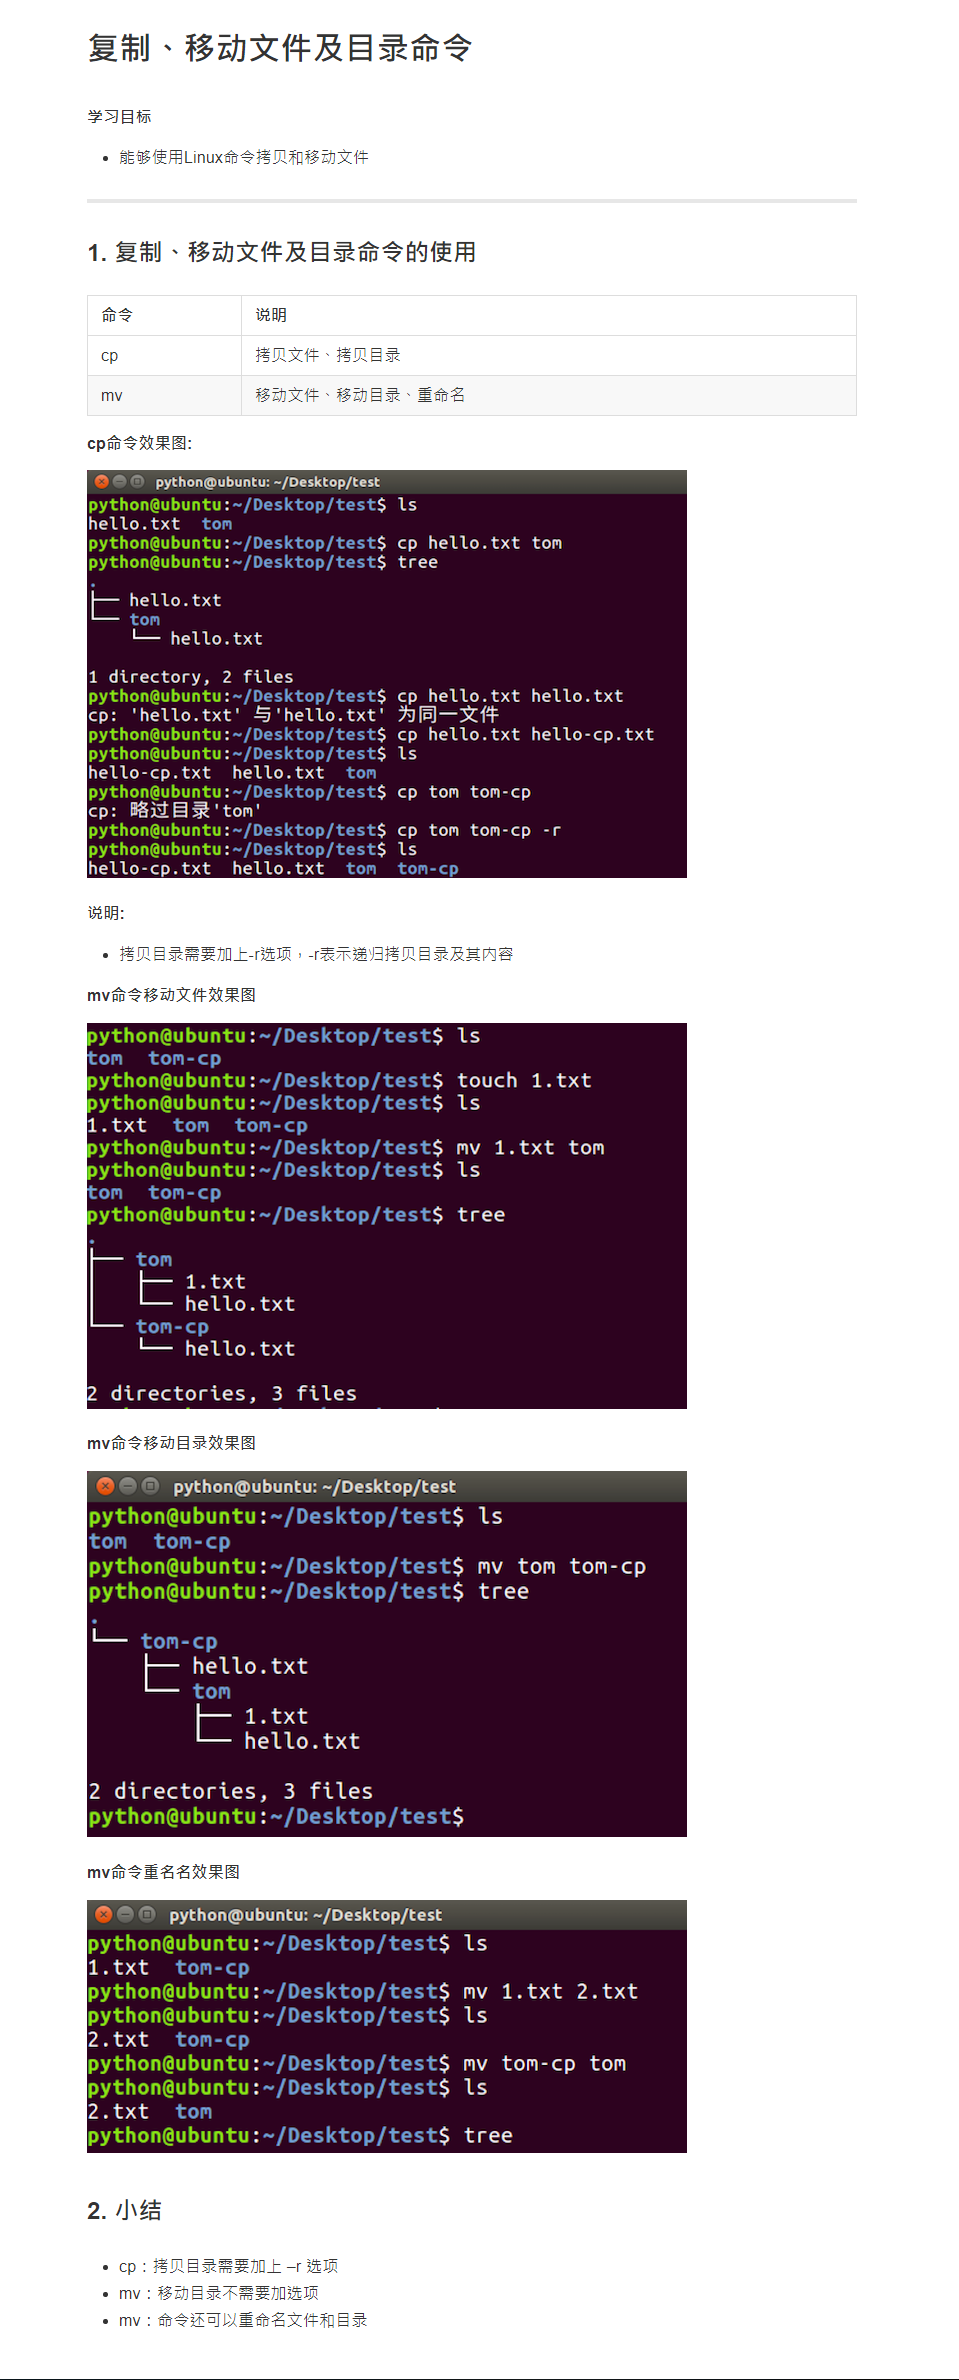 复制、移动文件及目录命令
学习目标
• 能够使用Linux命令拷贝和移动文件
1. 复制、移动文件及目录命令的使用
命令 说明
cp 拷贝文件、拷贝目录
mv 移动文件、移动目录、重命名
cp命令效果图:
python@ubuntu: ~/Desktop/test
python@ubuntu:~/Desktop/test$ ls
hello.txt  tom
python@ubuntu:~/Desktop/test$ cp hello.txt tom
python@ubuntu:~/Desktop/test$ tree
.
├── hello.txt
└── tom
    └── hello.txt
1 directory, 2 files
python@ubuntu:~/Desktop/test$ cp hello.txt hello.txt
cp: 'hello.txt' 与'hello.txt' 为同一文件
python@ubuntu:~/Desktop/test$ cp hello.txt hello-cp.txt
python@ubuntu:~/Desktop/test$ ls
hello-cp.txt  hello.txt  tom
python@ubuntu:~/Desktop/test$ cp tom tom-cp
cp: 略过目录'tom'
python@ubuntu:~/Desktop/test$ cp tom tom-cp -r
python@ubuntu:~/Desktop/test$ ls
hello-cp.txt  hello.txt  tom  tom-cp
说明:
• 拷贝目录需要加上-r选项，-r表示递归拷贝目录及其内容
mv命令移动文件效果图
python@ubuntu:~/Desktop/test$ ls
tom  tom-cp
python@ubuntu:~/Desktop/test$ touch 1.txt
python@ubuntu:~/Desktop/test$ ls
1.txt  tom  tom-cp
python@ubuntu:~/Desktop/test$ mv 1.txt tom
python@ubuntu:~/Desktop/test$ ls
tom  tom-cp
python@ubuntu:~/Desktop/test$ tree
.
├── tom
│   ├── 1.txt
│   └── hello.txt
└── tom-cp
    └── hello.txt
2 directories, 3 files
mv命令移动目录效果图
python@ubuntu: ~/Desktop/test
python@ubuntu:~/Desktop/test$ ls
tom  tom-cp
python@ubuntu:~/Desktop/test$ mv tom tom-cp
python@ubuntu:~/Desktop/test$ tree
.
└── tom-cp
    ├── hello.txt
    └── tom
        ├── 1.txt
        └── hello.txt
2 directories, 3 files
python@ubuntu:~/Desktop/test$
mv命令重名名效果图
python@ubuntu: ~/Desktop/test
python@ubuntu:~/Desktop/test$ ls
1.txt  tom-cp
python@ubuntu:~/Desktop/test$ mv 1.txt 2.txt
python@ubuntu:~/Desktop/test$ ls
2.txt  tom-cp
python@ubuntu:~/Desktop/test$ mv tom-cp tom
python@ubuntu:~/Desktop/test$ ls
2.txt  tom
python@ubuntu:~/Desktop/test$ tree
2. 小结
• cp：拷贝目录需要加上 –r 选项
• mv：移动目录不需要加选项
• mv：命令还可以重命名文件和目录